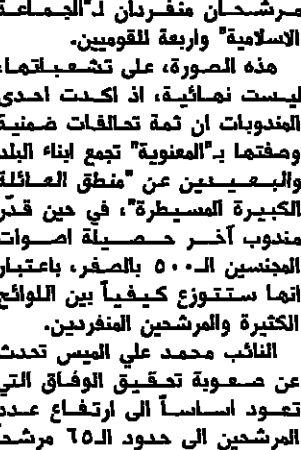 مرشحان منفردان لـ"الجماعة
الاسلامية" واربعة للقوميين.
هذه الصورة، على تشعباتها،
ليست نهائية، اذ اكدت احدى
المندوبات ان ثمة تحالفات ضمنية
وصفتها بـ"المعنوية" تجمع ابناء البلد
والبعيدين عن "منطق العائلة
الكبيرة المسيطرة"، في حين قدّر
مندوب آخر حصيلة اصوات
المجنسين الـ٥٠٠ بالصفر، باعتبار
انها ستتوزع كيفياً بين اللوائح
الكثيرة والمرشحين المنفردين.
النائب محمد علي الميس تحدث
عن صعوبة تحقيق الوفاق التي
تعود اساساً الى ارتفاع عدد
المرشحين الى حدود الـ٦٥ مرشحاً